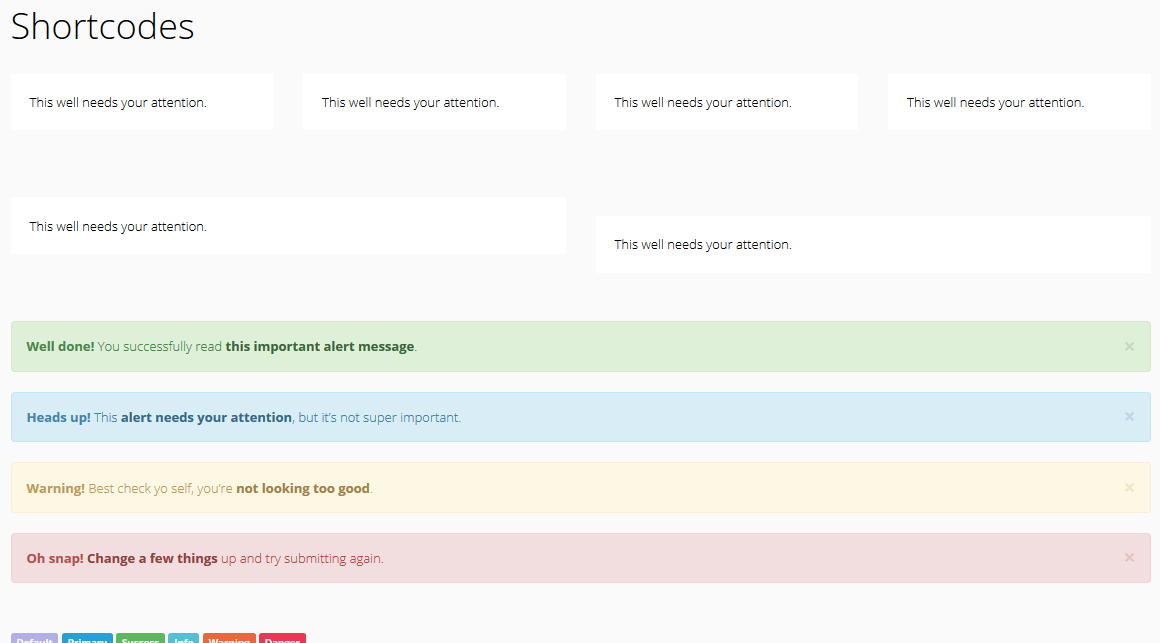 Shortcodes
This well needs your attention.
This well needs your attention.
This well needs your attention.
This well needs your attention.
This well needs your attention.
This well needs your attention.
Well done! You successfully read this important alert message.
×
Heads up! This alert needs your attention, but it’s not super important.
×
Warning! Best check yo self, you’re not looking too good.
×
Oh snap! Change a few things up and try submitting again.
×
Default Primary Success Info Warning Danger